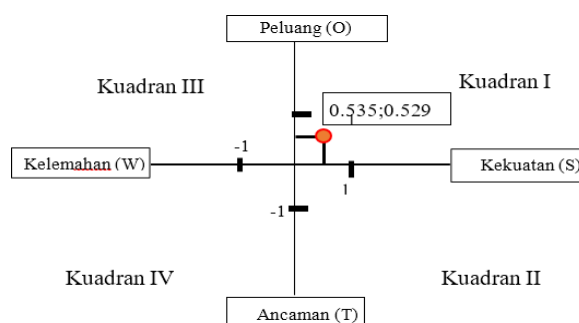 Peluang (O)
Kuadran III
Kuadran I
0.535;0.529
-1
Kelemahan (W)
Kekuatan (S)
1
-1
Kuadran IV
Kuadran II
Ancaman (T)